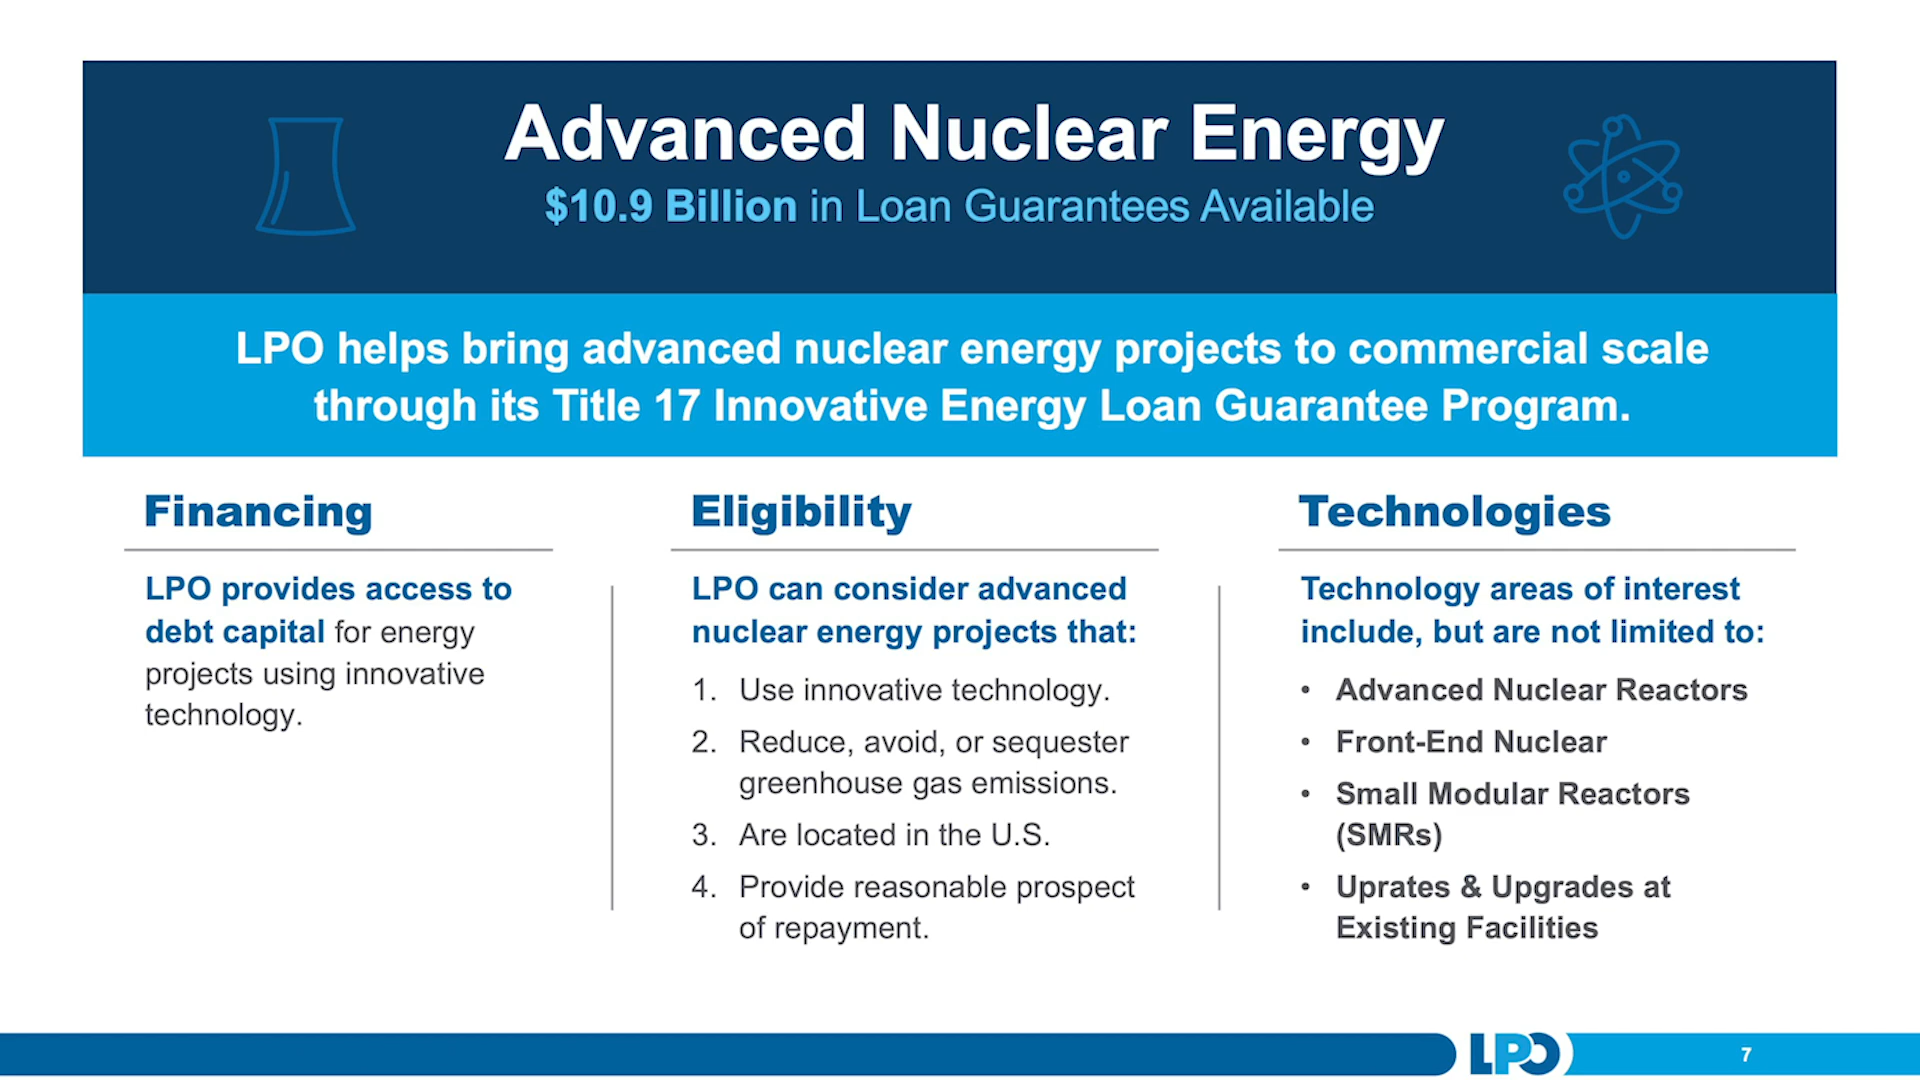 Advanced Nuclear Energy
$10.9 Billion in Loan Guarantees Available
LPO helps bring advanced nuclear energy projects to commercial scale
through its Title 17 Innovative Energy Loan Guarantee Program.
Financing
LPO provides access to
debt capital for energy
projects using innovative
technology.
Eligibility
LPO can consider advanced
nuclear energy projects that:
1. Use innovative technology.
2. Reduce, avoid, or sequester
greenhouse gas emissions.
3. Are located in the U.S.
4. Provide reasonable prospect
of repayment.
Technologies
Technology areas of interest
include, but are not limited to:
• Advanced Nuclear Reactors
• Front-End Nuclear
• Small Modular Reactors
(SMRs)
• Uprates & Upgrades at
Existing Facilities
LPO
7